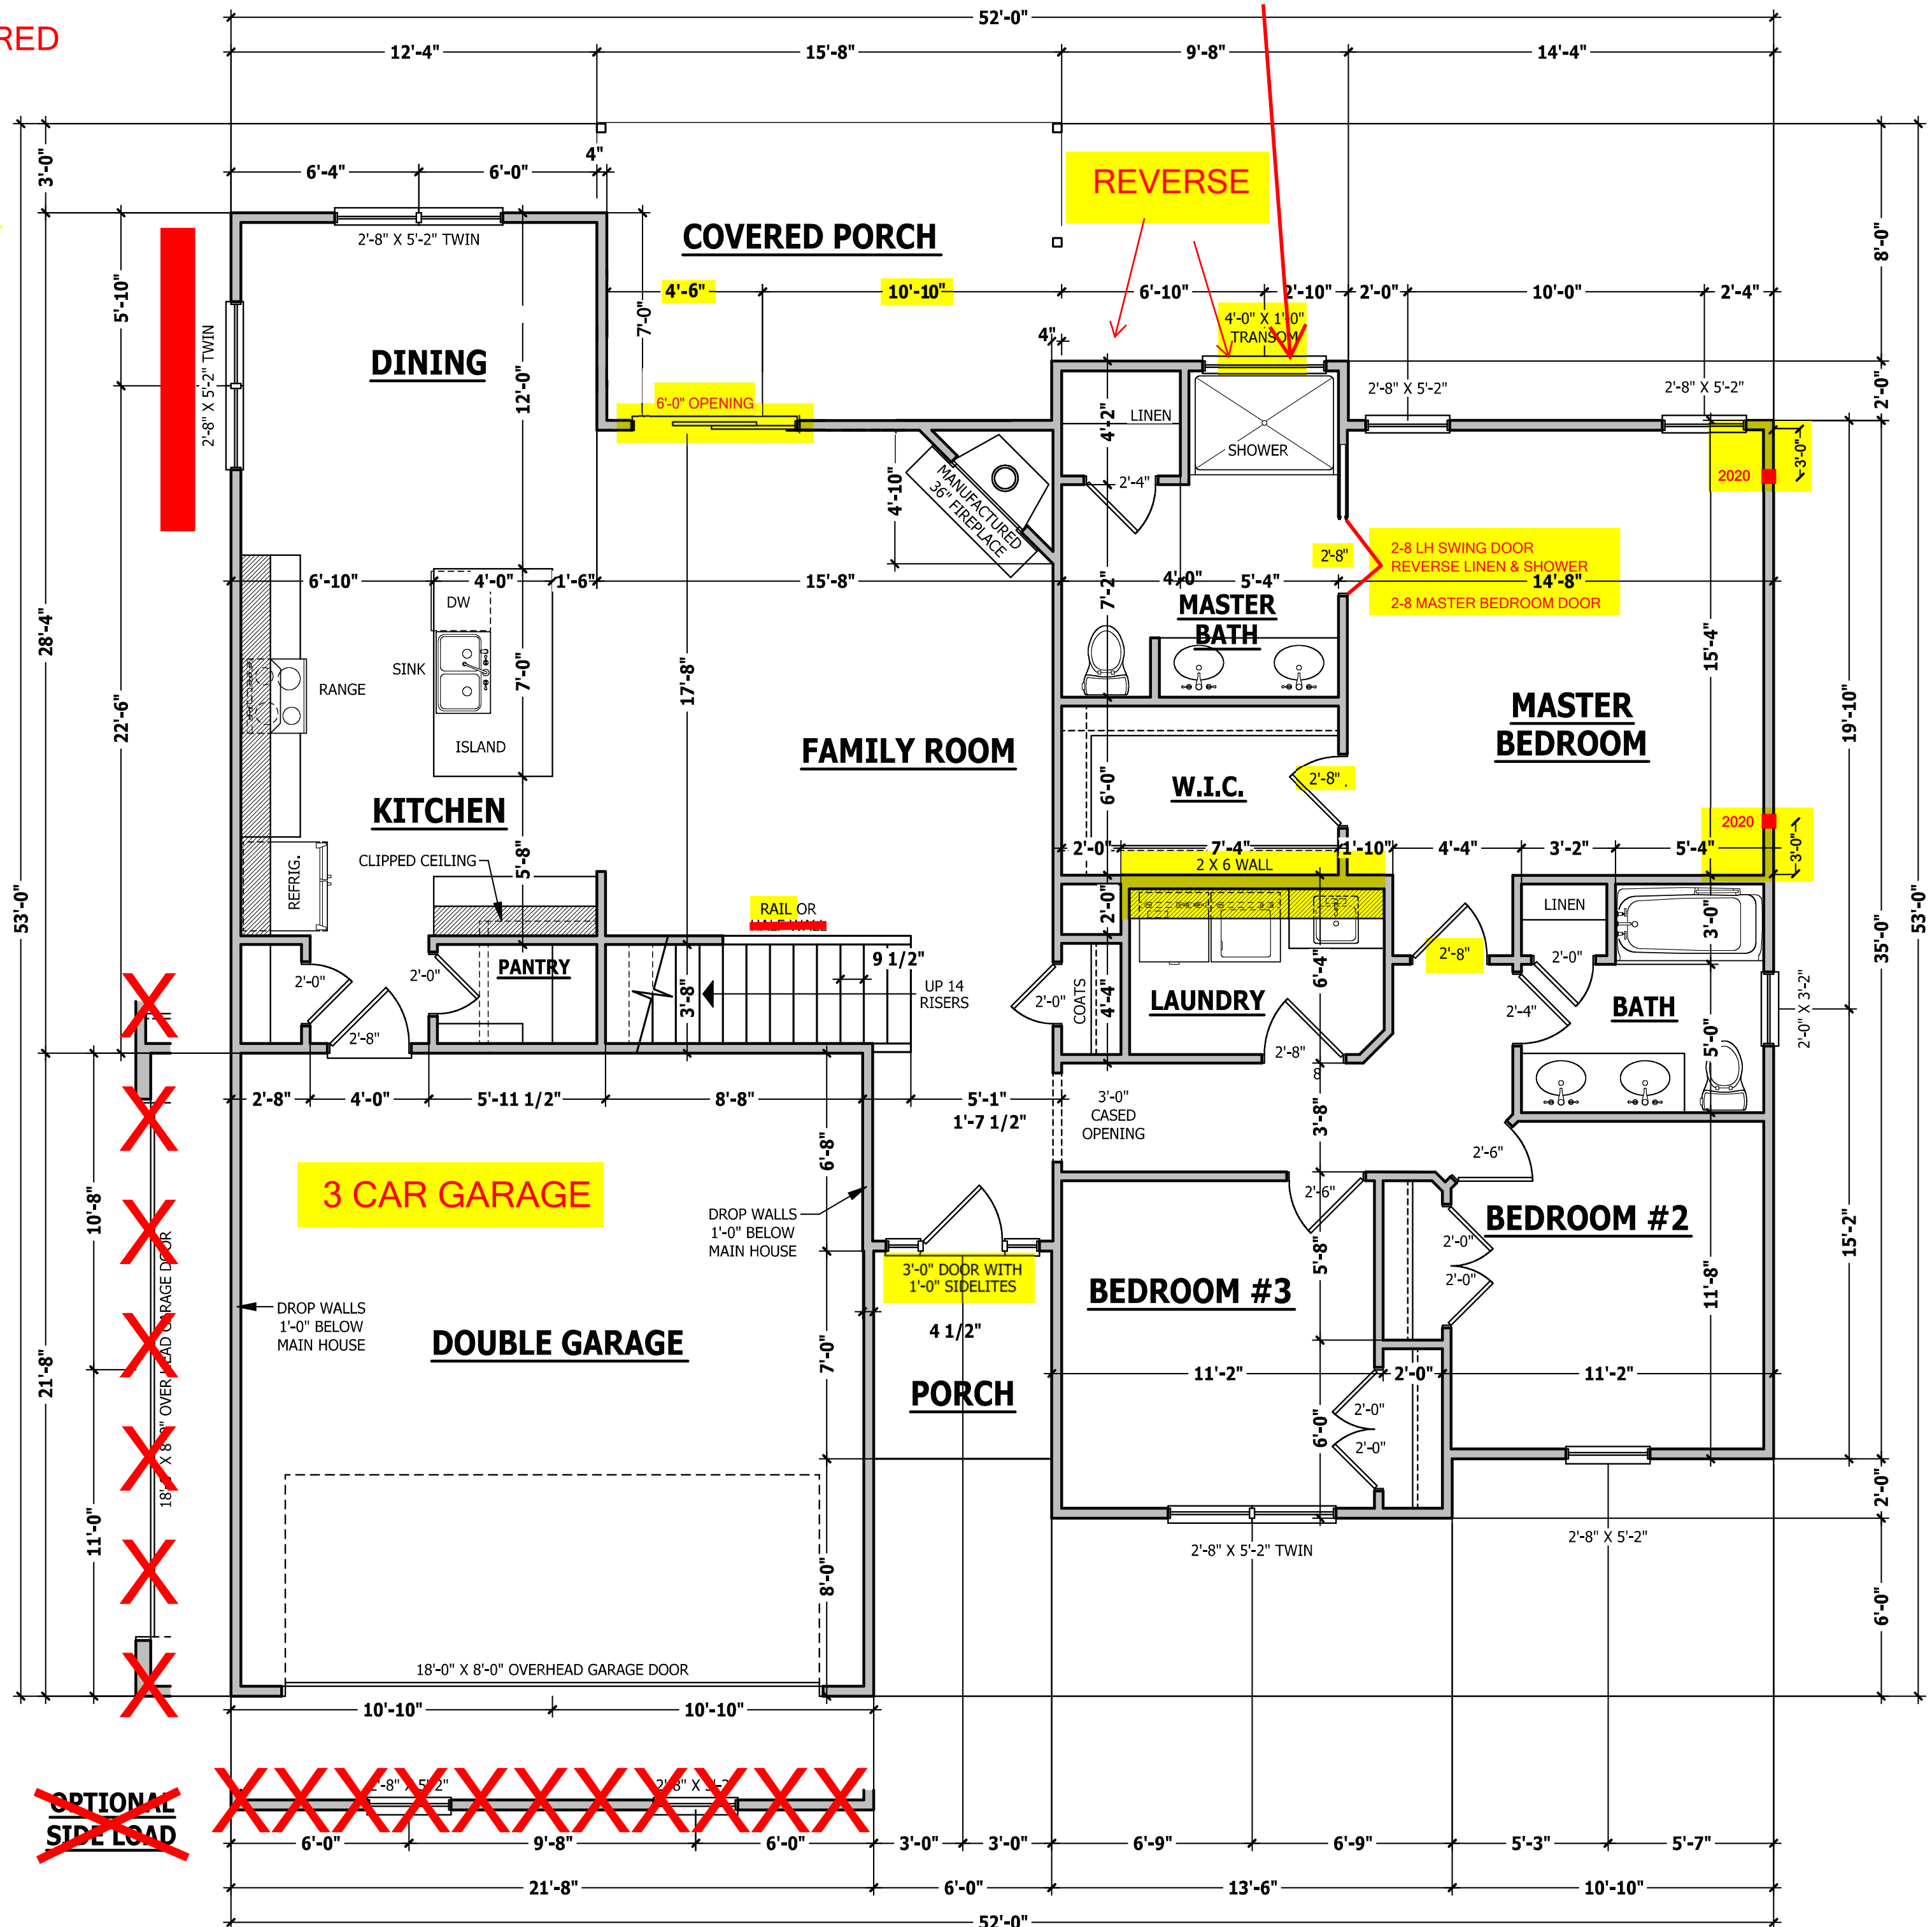 52'-0"
RED
12'-4"
15'-8"
9'-8"
14'-4"
3'-0"
4"
6'-4"
6'-0"
REVERSE
8'-0"
COVERED PORCH
2'-8" X 5'-2" TWIN
5'-10"
4'-6"
10'-10"
6'-10"
2'-10"
2'-0"
10'-0"
2'-4"
7'-0"
4'-0" X 1'-0"
TRANSOM
4"
2'-8" X 5'-2" TWIN
DINING
12'-0"
2'-8" X 5'-2"
2'-8" X 5'-2"
2'-0"
6'-0" OPENING
4'-2"
LINEN
SHOWER
3'-0"
2020
2'-4"
4'-10"
MANUFACTURED
36" FIREPLACE
2'-8"
2-8 LH SWING DOOR
REVERSE LINEN & SHOWER
2-8 MASTER BEDROOM DOOR
6'-10"
4'-0"
1'-6"
15'-8"
4'-0"
5'-4"
14'-8"
7'-2"
DW
MASTER
BATH
28'-4"
15'-4"
SINK
RANGE
7'-0"
17'-8"
22'-6"
ISLAND
FAMILY ROOM
MASTER
BEDROOM
19'-10"
6'-0"
W.I.C.
2'-8"
KITCHEN
2020
3'-0"
CLIPPED CEILING
5'-8"
2'-0"
7'-4"
1'-10"
4'-4"
3'-2"
5'-4"
2 X 6 WALL
REFRIG.
53'-0"
RAIL OR
2'-0"
LINEN
3'-0"
35'-0"
53'-0"
9 1/2"
2'-0"
2'-0"
PANTRY
3'-8"
UP 14
RISERS
2'-0"
COATS
4'-4"
LAUNDRY
6'-4"
2'-8"
2'-0"
2'-4"
BATH
2'-0" X 3'-2"
2'-8"
2'-8"
5'-0"
8
2'-8"
4'-0"
5'-11 1/2"
8'-8"
5'-1"
1'-7 1/2"
3'-0"
CASED
OPENING
3'-8"
6'-8"
2'-6"
3 CAR GARAGE
10'-8"
DROP WALLS
1'-0" BELOW
MAIN HOUSE
2'-6"
BEDROOM #2
2'-0"
2'-0"
15'-2"
3'-0" DOOR WITH
1'-0" SIDELITES
BEDROOM #3
5'-8"
11'-8"
DROP WALLS
1'-0" BELOW
MAIN HOUSE
DOUBLE GARAGE
4 1/2"
7'-0"
21'-8"
PORCH
11'-2"
2'-0"
11'-2"
2'-0"
2'-0"
6'-0"
OVER
GARAGE DOOR
11'-0"
8'-0"
2'-0"
2'-8" X 5'-2" TWIN
2'-8" X 5'-2"
6'-0"
18'-0" X 8'-0" OVERHEAD GARAGE DOOR
10'-10"
10'-10"
OPTIONAL
SIDE LOAD
6'-0"
9'-8"
6'-0"
3'-0"
3'-0"
6'-9"
6'-9"
5'-3"
5'-7"
21'-8"
6'-0"
13'-6"
10'-10"
52'-0"